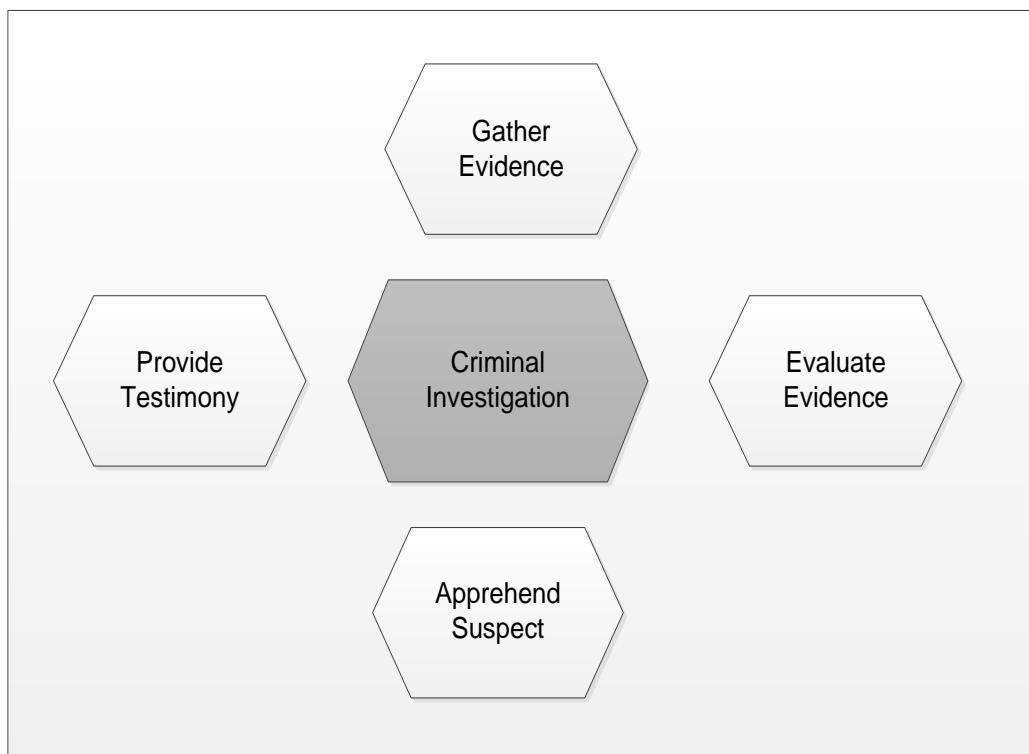 Gather
Evidence
Provide
Testimony
Criminal
Investigation
Evaluate
Evidence
Apprehend
Suspect